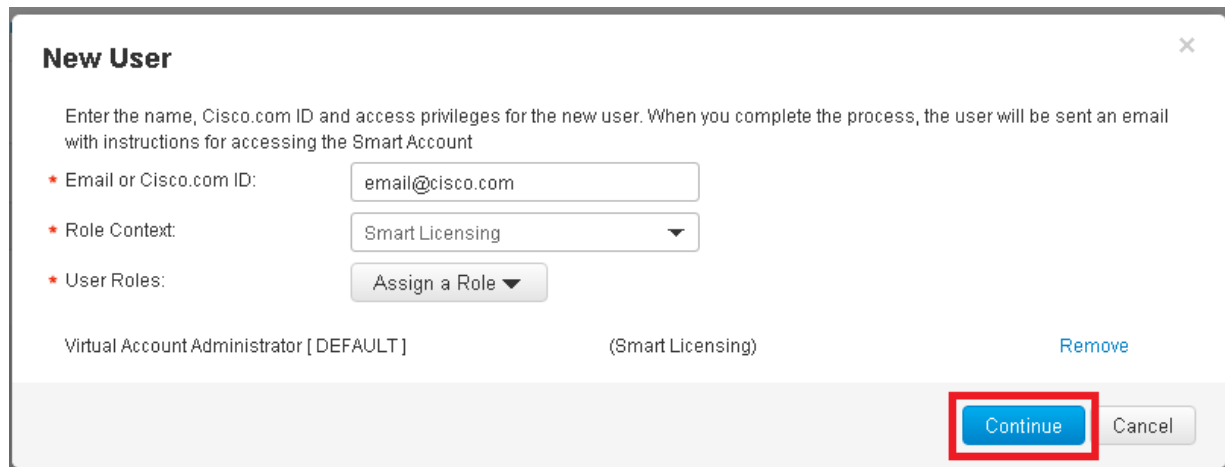 New User
×
Enter the name, Cisco.com ID and access privileges for the new user. When you complete the process, the user will be sent an email
with instructions for accessing the Smart Account
* Email or Cisco.com ID: email@cisco.com
* Role Context: Smart Licensing
* User Roles: Assign a Role
Virtual Account Administrator [ DEFAULT ] (Smart Licensing) Remove
Continue Cancel